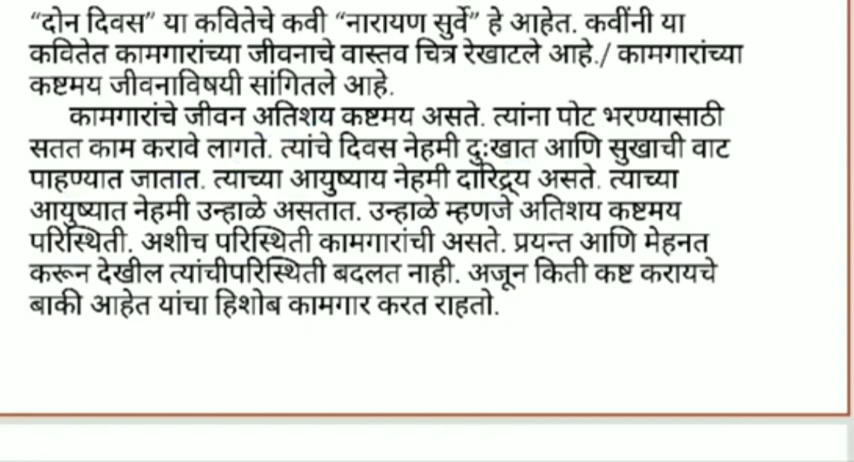 “दोन दिवस” या कवितेचे कवी “नारायण सुर्वे” हे आहेत. कवींनी या
कवितेत कामगारांच्या जीवनाचे वास्तव चित्र रेखाटले आहे./ कामगारांच्या
कष्टमय जीवनाविषयी सांगितले आहे.
कामगारांचे जीवन अतिशय कष्टमय असते. त्यांना पोट भरण्यासाठी
सतत काम करावे लागते. त्यांचे दिवस नेहमी दुःखात आणि सुखाची वाट
पाहण्यात जातात. त्याच्या आयुष्याय नेहमी दारिद्र्य असते. त्याच्या
आयुष्यात नेहमी उन्हाळे असतात. उन्हाळे म्हणजे अतिशय कष्टमय
परिस्थिती. अशीच परिस्थिती कामगारांची असते. प्रयन्त आणि मेहनत
करून देखील त्यांचीपरिस्थिती बदलत नाही. अजून किती कष्ट करायचे
बाकी आहेत यांचा हिशोब कामगार करत राहतो.